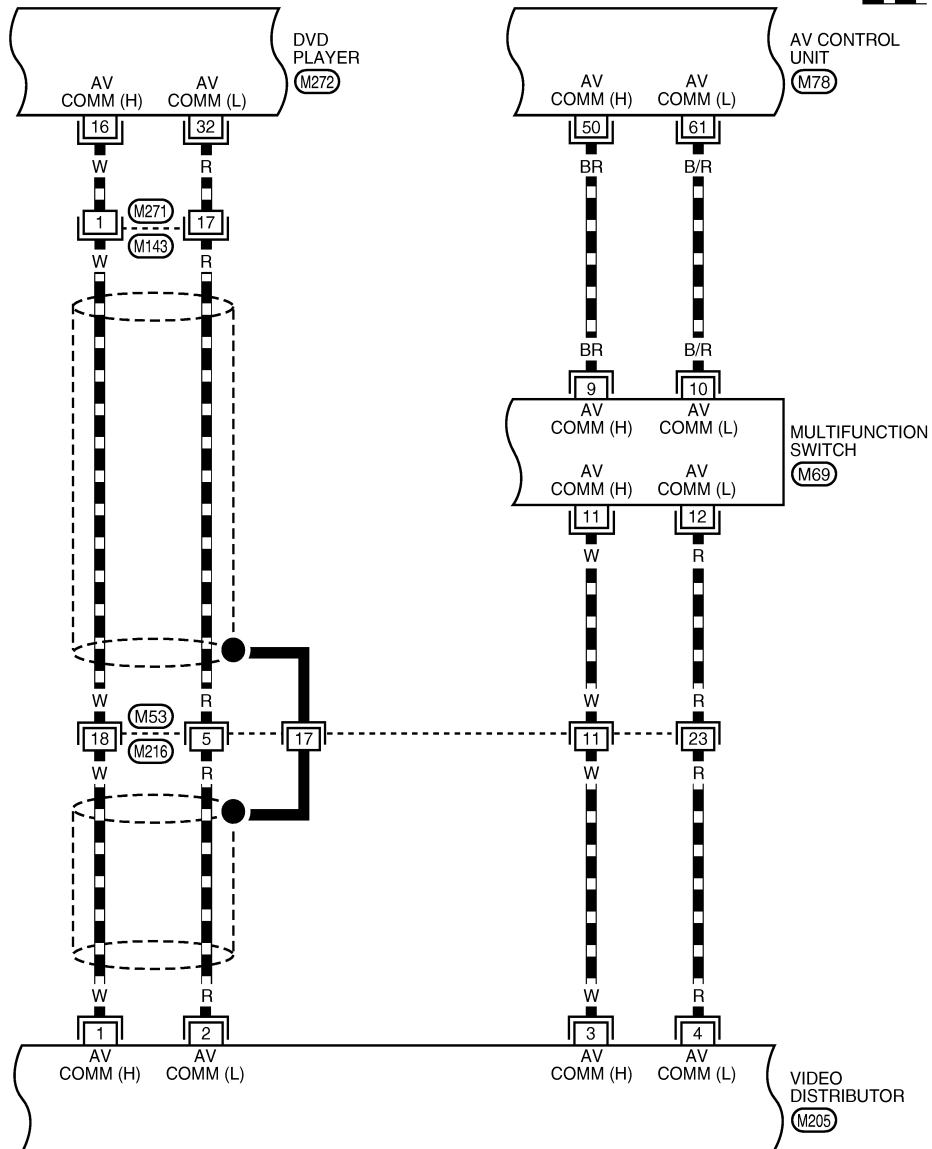 DVD
PLAYER
M272
AV CONTROL
UNIT
M78
AV
COMM (H)
AV
COMM (L)
AV
COMM (H)
AV
COMM (L)
16
32
50
61
W
R
BR
B/R
M271
1
17
M143
W
R
BR
B/R
9
10
AV
COMM (H)
AV
COMM (L)
MULTIFUNCTION
SWITCH
M69
AV
COMM (H)
AV
COMM (L)
11
12
W
R
W
R
W
R
M53
18
5
17
11
23
M216
W
R
W
R
W
R
W
R
1
2
3
4
AV
COMM (H)
AV
COMM (L)
AV
COMM (H)
AV
COMM (L)
VIDEO
DISTRIBUTOR
M205